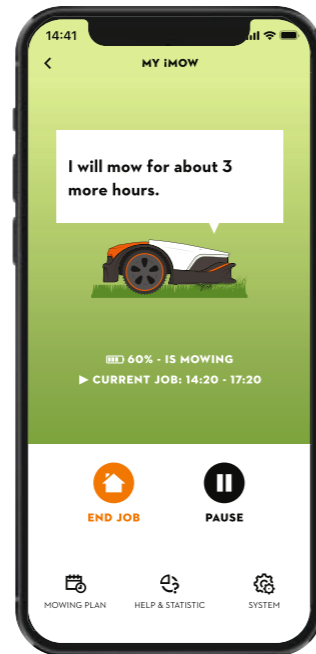 14:41
MY iMOW
I will mow for about 3
more hours.
60% - IS MOWING
CURRENT JOB: 14:20 - 17:20
END JOB
PAUSE
MOWING PLAN
HELP & STATISTIC
SYSTEM